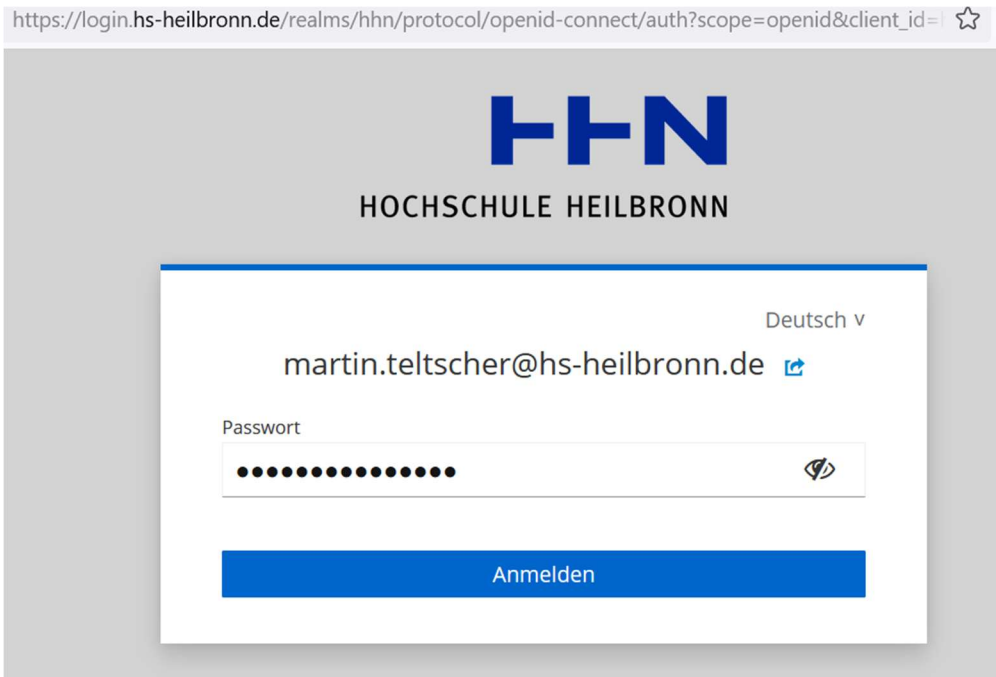 https://login.hs-heilbronn.de/realms/hhn/protocol/openid-connect/auth?scope=openid&client_id=
HHN
HOCHSCHULE HEILBRONN
Deutsch v
martin.teltscher@hs-heilbronn.de
Passwort
•••••••••••••••
Anmelden